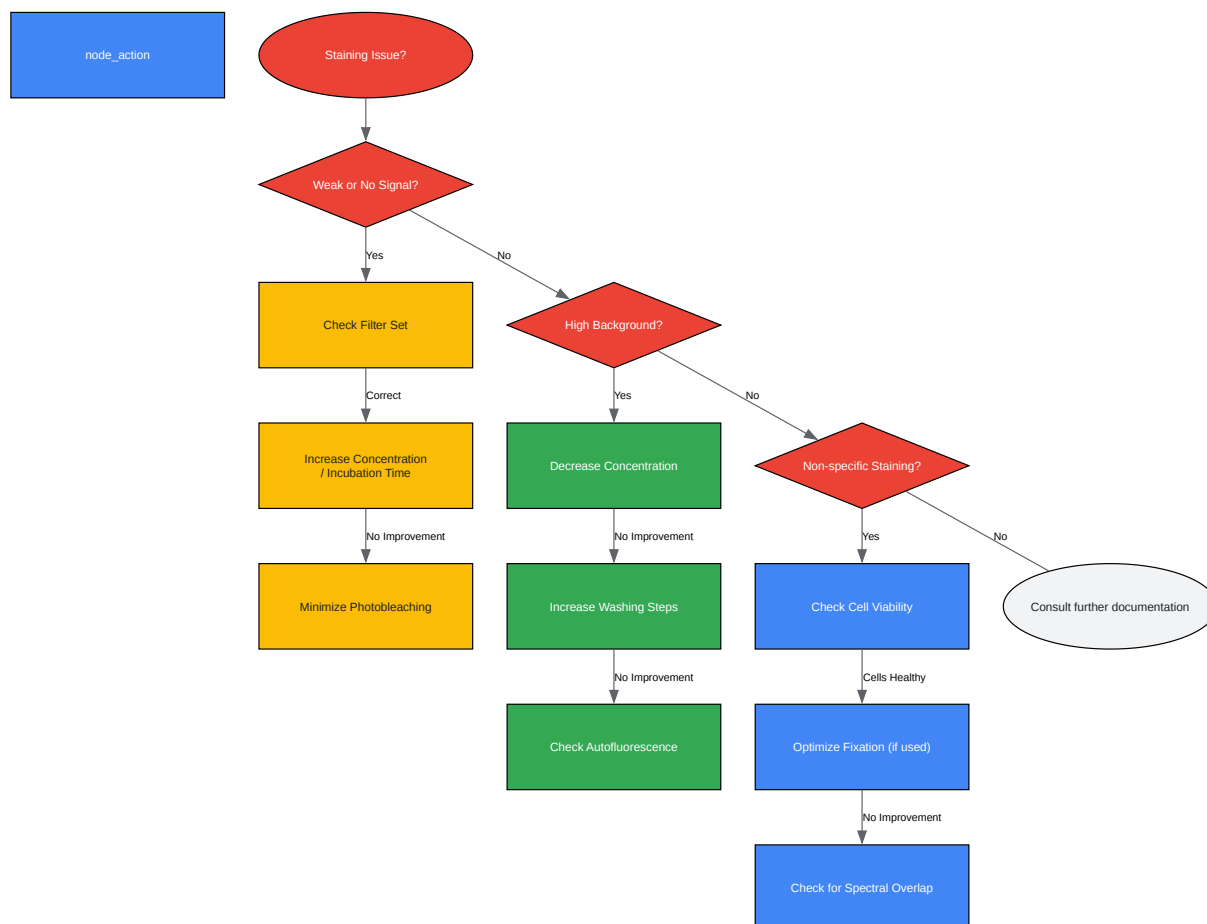 node_action
Staining Issue?
Weak or No Signal?
Yes
No
Check Filter Set
High Background?
Correct
Yes
No
Increase Concentration
/ Incubation Time
Decrease Concentration
Non-specific Staining?
No Improvement
No Improvement
Yes
No
Minimize Photobleaching
Increase Washing Steps
Check Cell Viability
Consult further documentation
No Improvement
Cells Healthy
Check Autofluorescence
Optimize Fixation (if used)
No Improvement
Check for Spectral Overlap